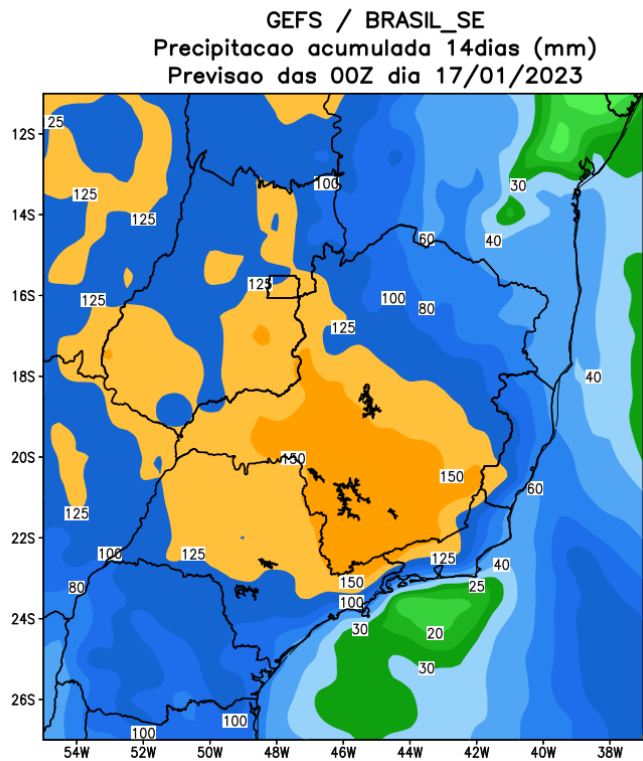 GEFS / BRASIL_SE
Precipitacao acumulada 14dias (mm)
Previsao das 00Z dia 17/01/2023
12S
14S
16S
18S
20S
22S
24S
26S
25
125
125
100
30
60
40
125
125
100
80
125
40
150
150
125
60
125
100
125
40
80
150
25
100
30
20
30
100
100
54W
52W
50W
48W
46W
44W
42W
40W
38W